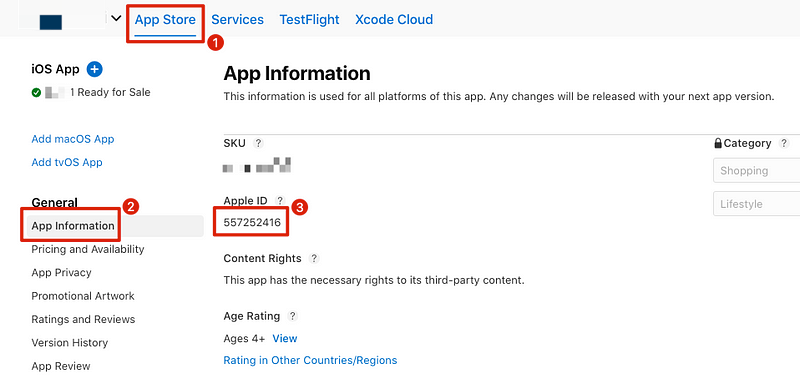 App Store Services TestFlight Xcode Cloud
1
iOS App
1 Ready for Sale
Add macOS App
Add tvOS App
General
2
App Information
Pricing and Availability
App Privacy
Promotional Artwork
Ratings and Reviews
Version History
App Review
App Information
This information is used for all platforms of this app. Any changes will be released with your next app version.
SKU ?
Apple ID ?
3
557252416
Content Rights ?
This app has the necessary rights to its third-party content.
Age Rating ?
Ages 4+ View
Rating in Other Countries/Regions
Category ?
Shopping
Lifestyle